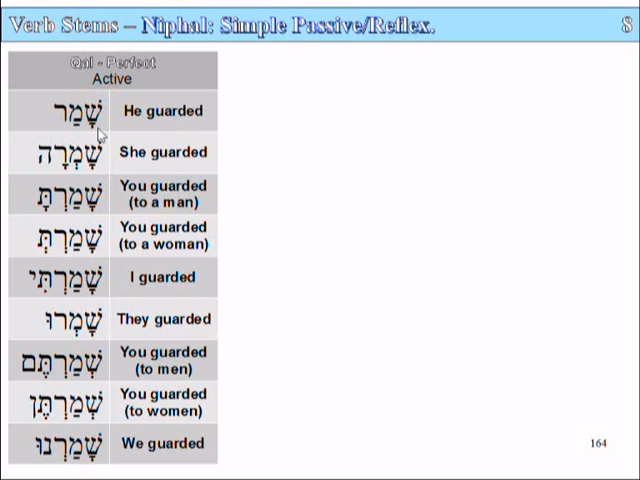 Verb Stems – Niphal: Simple Passive/Reflex. 8
Qal - Perfect
Active
שָׁמַר He guarded
שָׁמְרָה She guarded
שָׁמַרְתָּ You guarded
(to a man)
שָׁמַרְתְּ You guarded
(to a woman)
שָׁמַרְתִּי I guarded
שָׁמְרוּ They guarded
שְׁמַרְתֶּם You guarded
(to men)
שְׁמַרְתֶּן You guarded
(to women)
שָׁמַרְנוּ We guarded
164